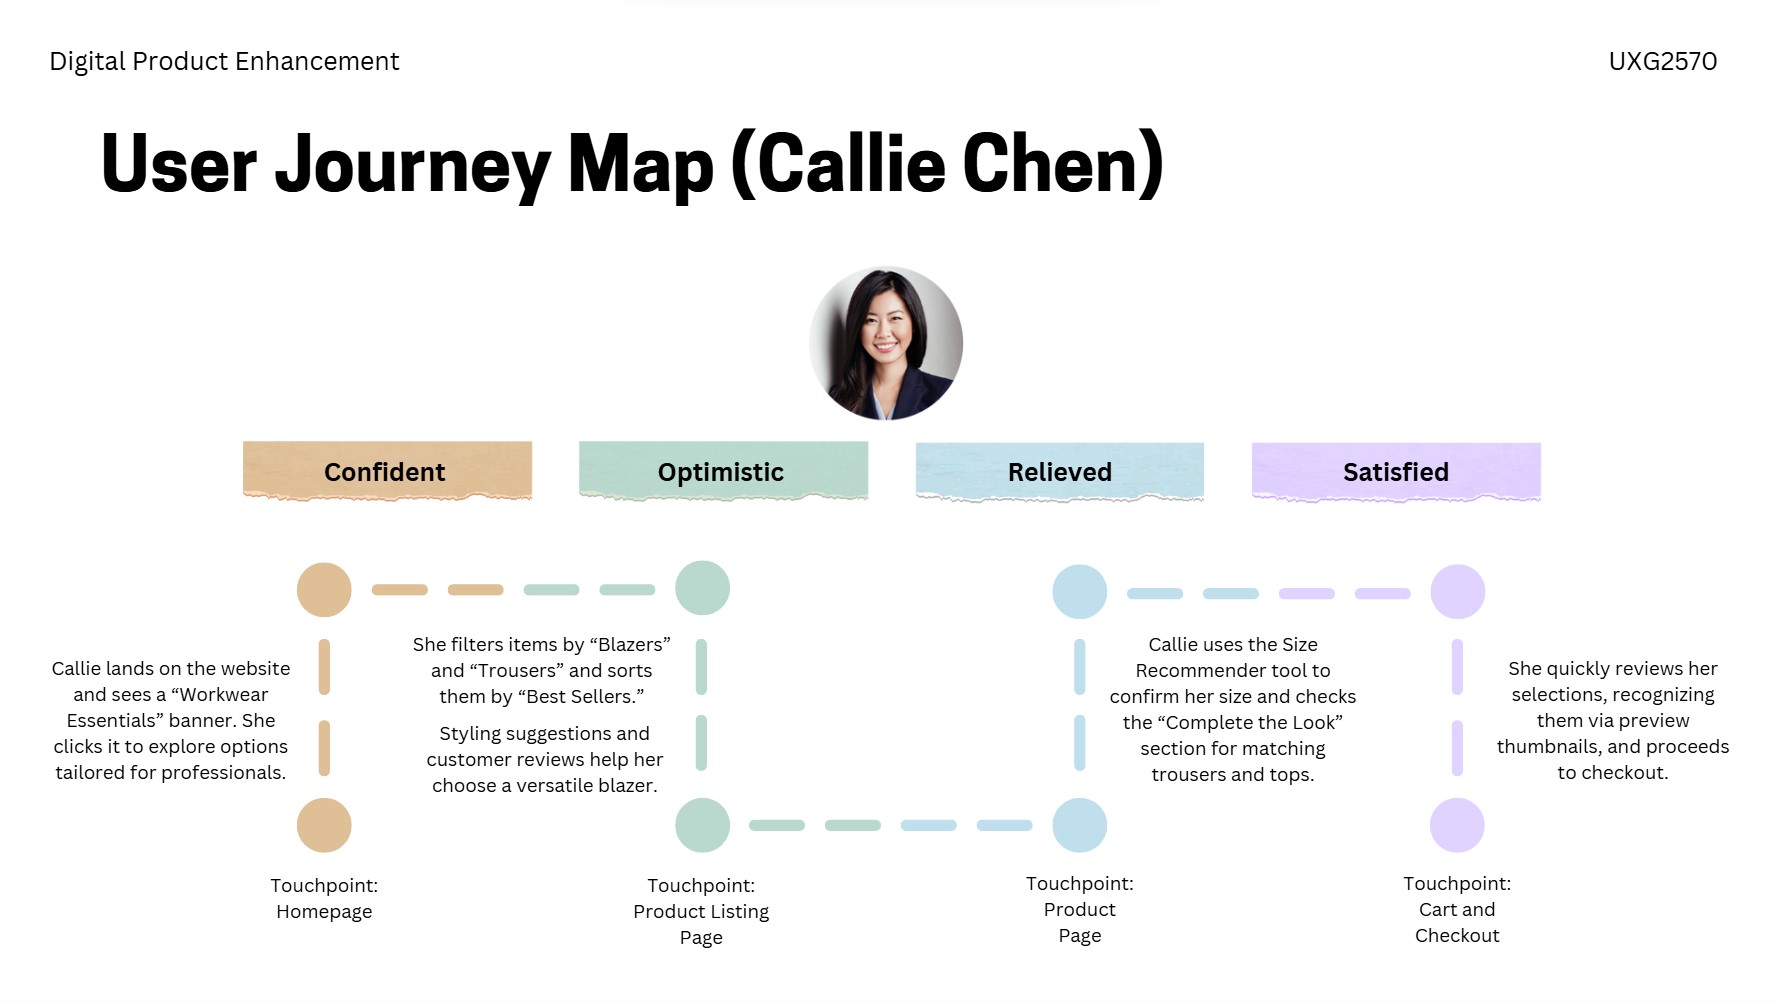 Digital Product Enhancement
UXG2570
User Journey Map (Callie Chen)
Confident
Optimistic
Relieved
Satisfied
Callie lands on the website
and sees a “Workwear
Essentials” banner. She
clicks it to explore options
tailored for professionals.
She filters items by “Blazers”
and “Trousers” and sorts
them by “Best Sellers.”
Styling suggestions and
customer reviews help her
choose a versatile blazer.
Callie uses the Size
Recommender tool to
confirm her size and checks
the “Complete the Look”
section for matching
trousers and tops.
She quickly reviews her
selections, recognizing
them via preview
thumbnails, and proceeds
to checkout.
Touchpoint:
Homepage
Touchpoint:
Product Listing
Page
Touchpoint:
Product
Page
Touchpoint:
Cart and
Checkout